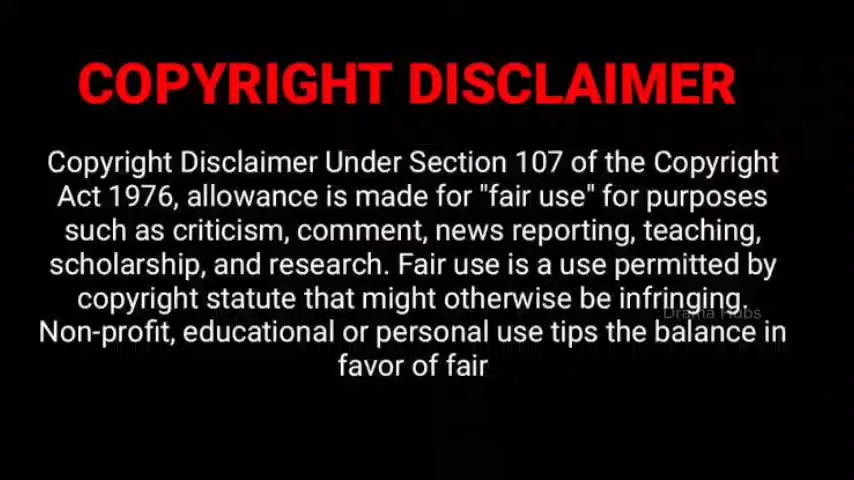 COPYRIGHT DISCLAIMER
Copyright Disclaimer Under Section 107 of the Copyright
Act 1976, allowance is made for "fair use" for purposes
such as criticism, comment, news reporting, teaching,
scholarship, and research. Fair use is a use permitted by
copyright statute that might otherwise be infringing.
Drama Hubs
Non-profit, educational or personal use tips the balance in
favor of fair